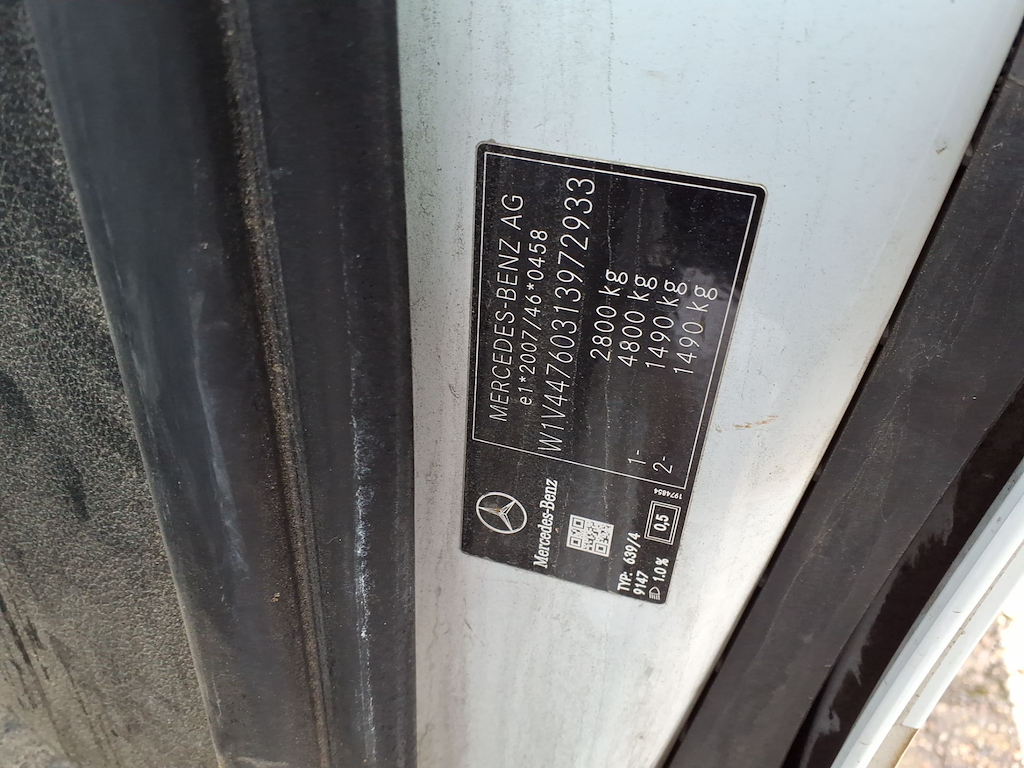 MERCEDES-BENZ AG
e1*2007/46*0458
W1V44760313972933
2800 kg
4800 kg
1- 1490 kg
2- 1490 kg
Mercedes-Benz
TYP: 639/4
9147
1.0 %
0,5
1974854